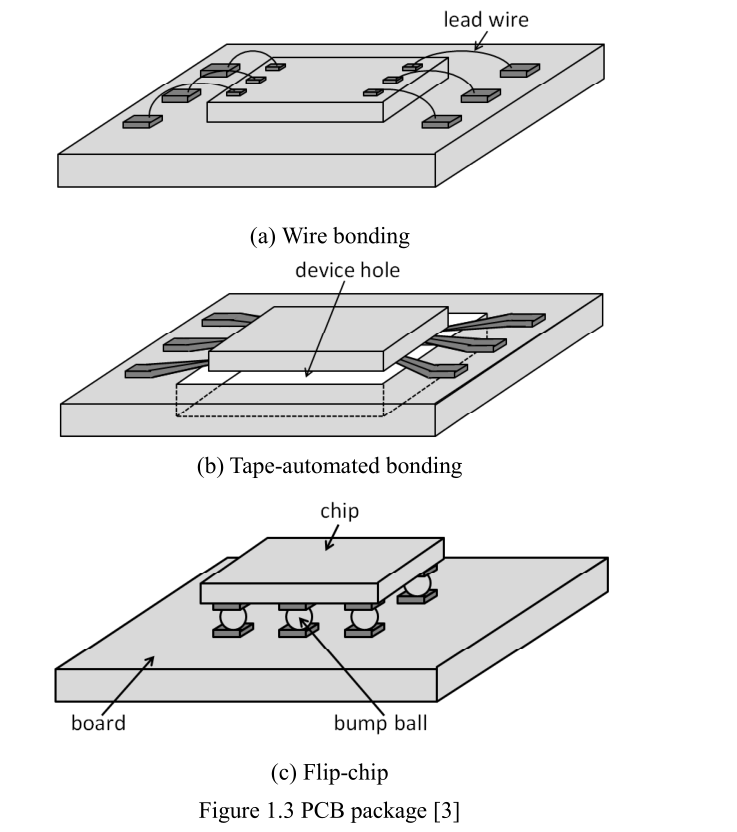 lead wire
(a) Wire bonding
device hole
(b) Tape-automated bonding
chip
board
bump ball
(c) Flip-chip
Figure 1.3 PCB package [3]